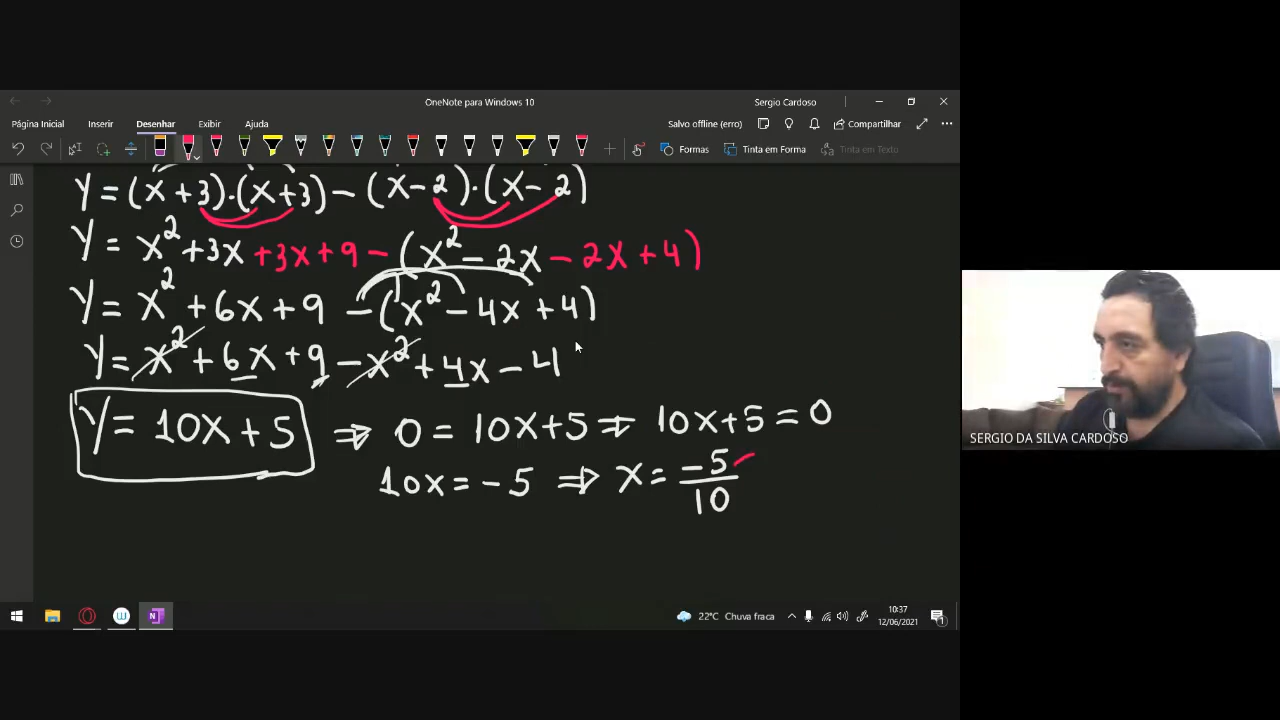 OneNote para Windows 10
Sergio Cardoso
Página Inicial Inserir Desenhar Exibir Ajuda
Salvo offline (erro) Compartilhar
Formas Tinta em Forma Tinta em Texto
Y = (X + 3)·(X + 3) − (X − 2)·(X − 2)
Y = X² + 3X + 3X + 9 − (X² − 2X − 2X + 4)
Y = X² + 6X + 9 − (X² − 4X + 4)
Y = X² + 6X + 9 − X² + 4X − 4
Y = 10X + 5 ⇒ 0 = 10X + 5 ⇒ 10X + 5 = 0
10X = −5 ⇒ X = −5/10
SERGIO DA SILVA CARDOSO
22°C Chuva fraca
10:37
12/06/2021
1